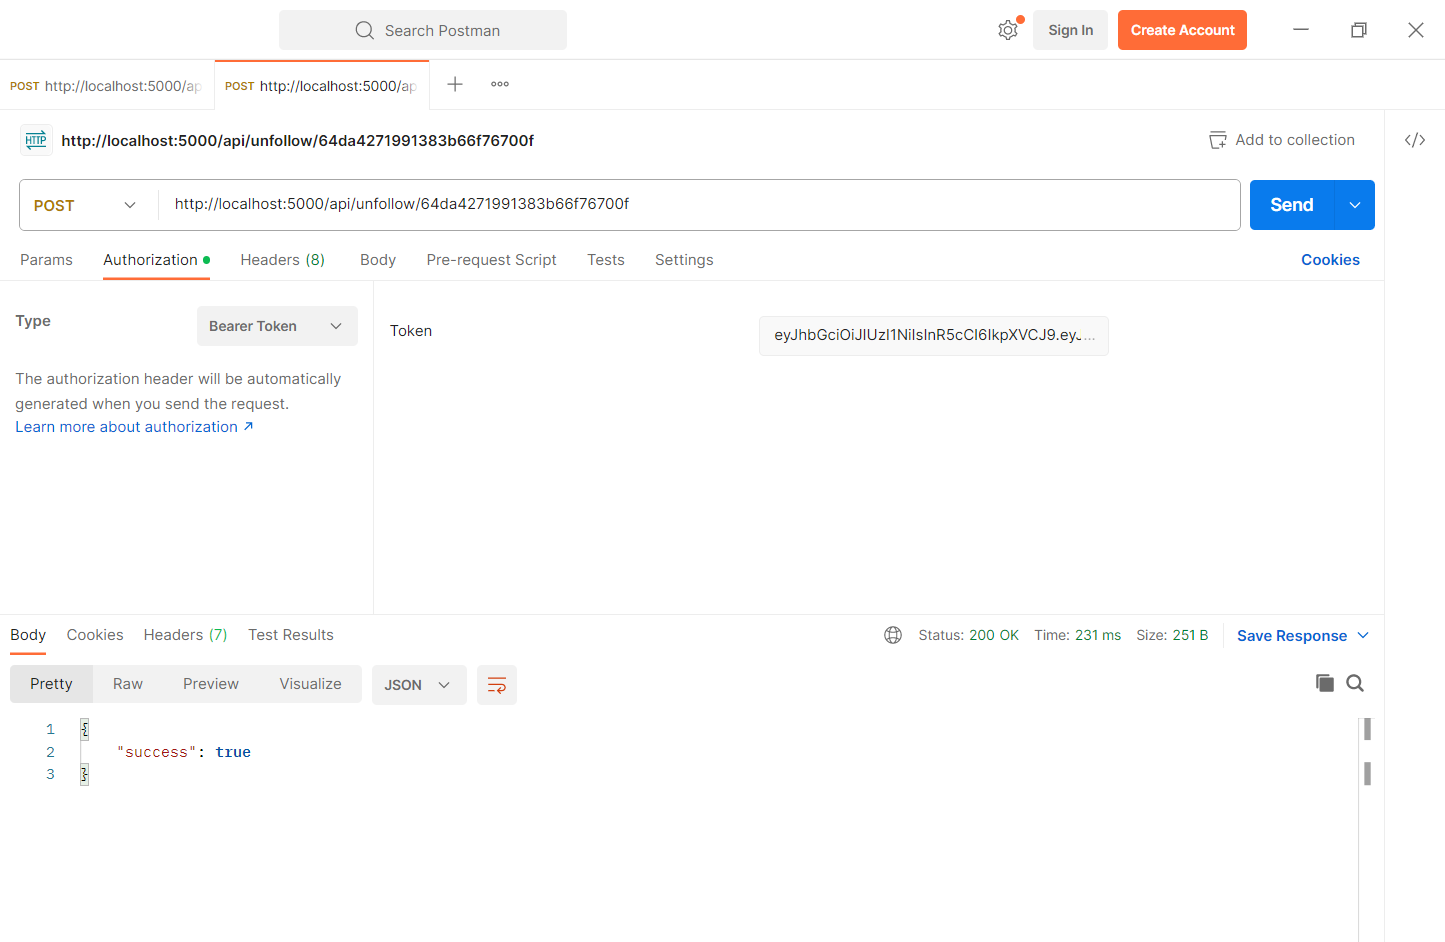 Search Postman
Sign In
Create Account
POST http://localhost:5000/ap
POST http://localhost:5000/ap
HTTP
http://localhost:5000/api/unfollow/64da4271991383b66f76700f
Add to collection
</>
POST
http://localhost:5000/api/unfollow/64da4271991383b66f76700f
Send
Params
Authorization
Headers (8)
Body
Pre-request Script
Tests
Settings
Cookies
Type
Bearer Token
The authorization header will be automatically
generated when you send the request.
Learn more about authorization ↗
Token
eyJhbGciOiJIUzI1NiIsInR5cCI6IkpXVCJ9.eyJ...
Body
Cookies
Headers (7)
Test Results
Status: 200 OK
Time: 231 ms
Size: 251 B
Save Response
Pretty
Raw
Preview
Visualize
JSON
1 {
2 "success": true
3 }